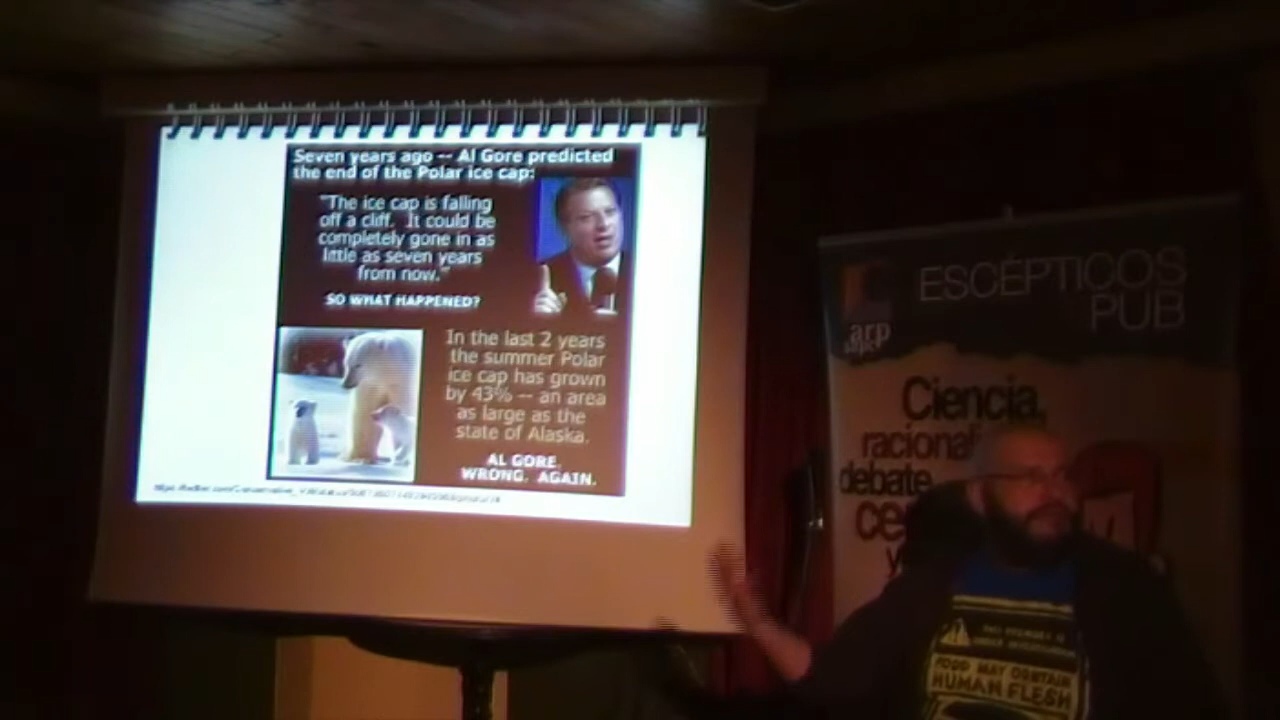 Seven years ago -- Al Gore predicted
the end of the Polar ice cap:
"The ice cap is falling
off a cliff. It could be
completely gone in as
little as seven years
from now."
SO WHAT HAPPENED?
In the last 2 years
the summer Polar
ice cap has grown
by 43% -- an area
as large as the
state of Alaska.
AL GORE.
WRONG. AGAIN.
ESCÉPTICOS
PUB
arp
Ciencia,
debate
FOOD MAY CONTAIN
HUMAN FLESH